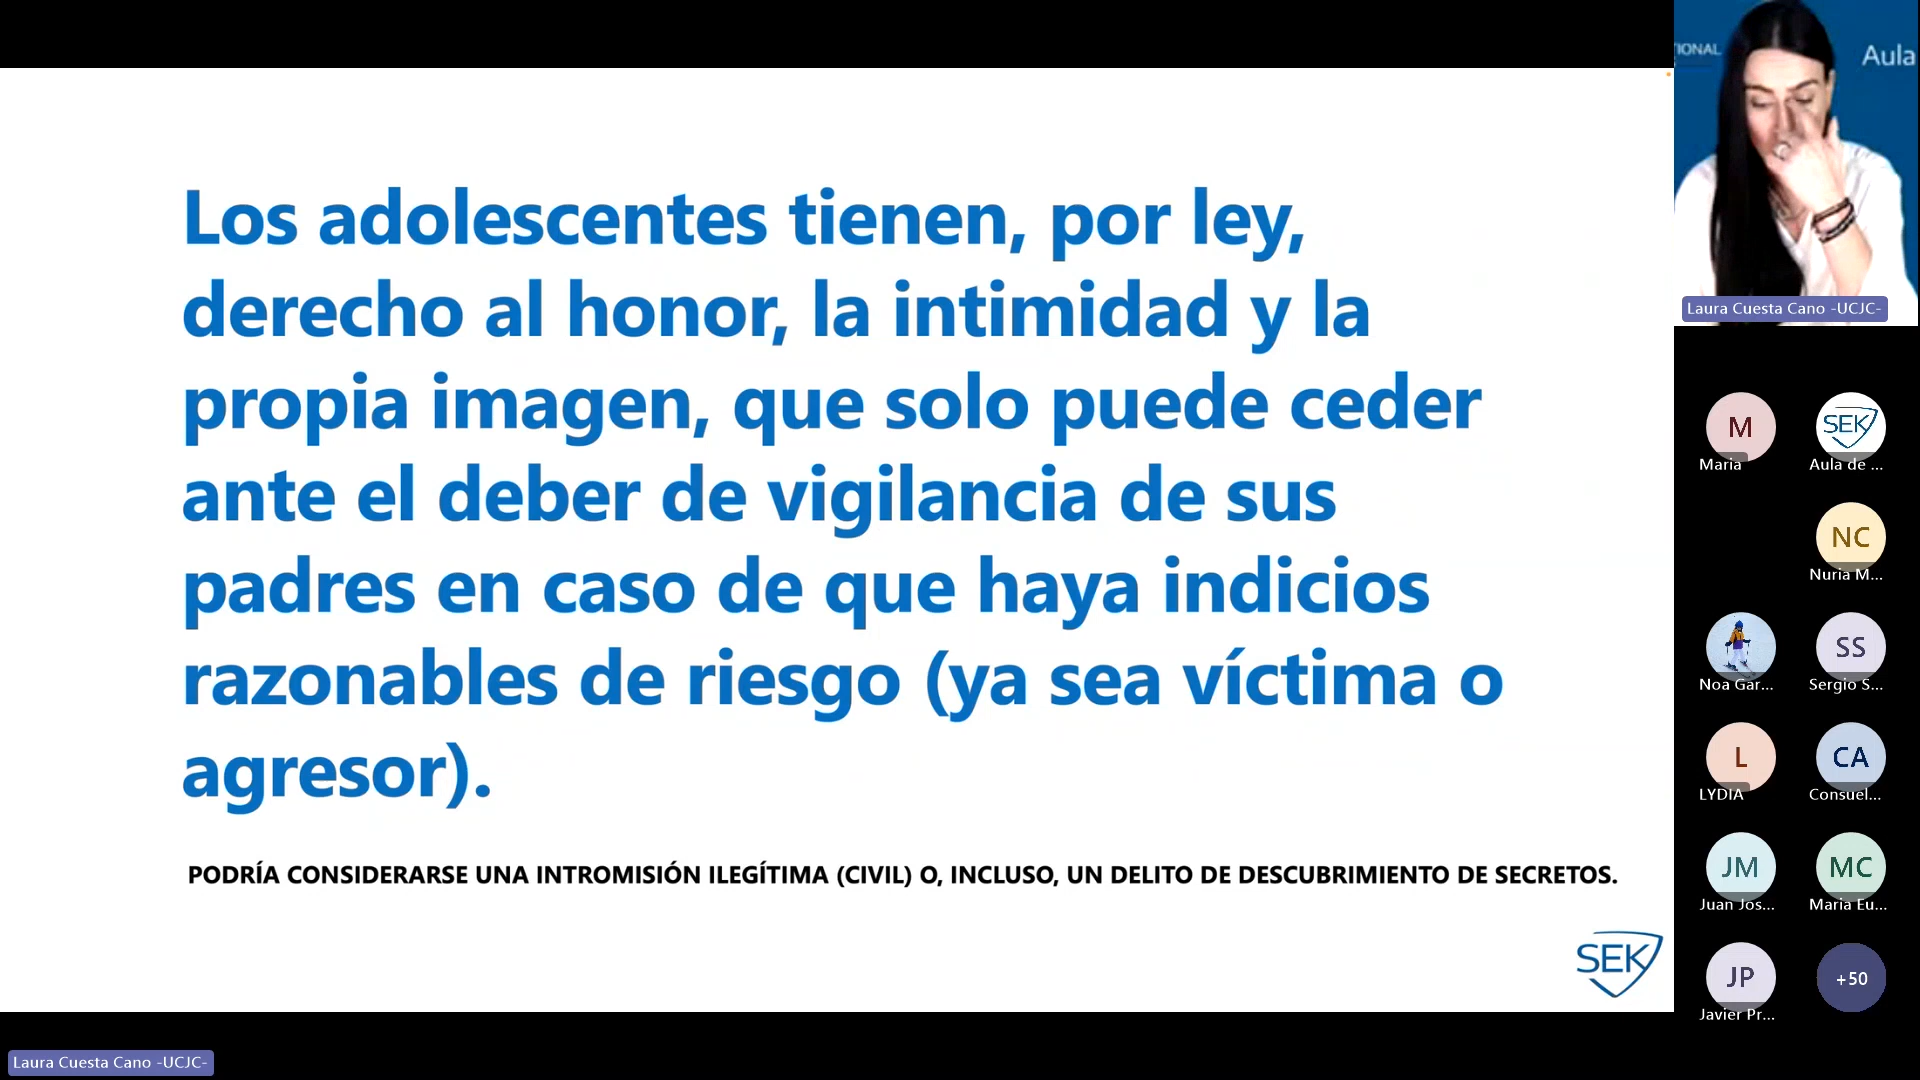 Los adolescentes tienen, por ley,
derecho al honor, la intimidad y la
propia imagen, que solo puede ceder
ante el deber de vigilancia de sus
padres en caso de que haya indicios
razonables de riesgo (ya sea víctima o
agresor).
PODRÍA CONSIDERARSE UNA INTROMISIÓN ILEGÍTIMA (CIVIL) O, INCLUSO, UN DELITO DE DESCUBRIMIENTO DE SECRETOS.
SEK
Laura Cuesta Cano -UCJC-
IONAL
Aula
Laura Cuesta Cano -UCJC-
M
Maria
SEK
Aula de ...
NC
Nuria M...
Noa Gar...
SS
Sergio S...
L
LYDIA
CA
Consuel...
JM
Juan Jos...
MC
Maria Eu...
JP
Javier Pr...
+50